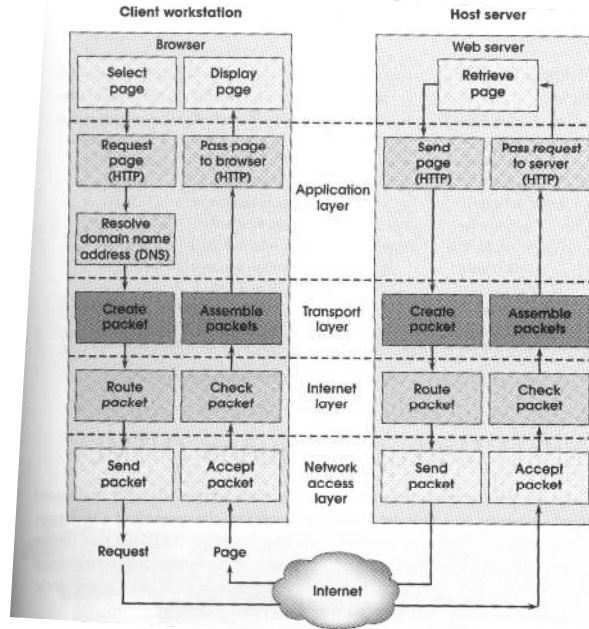 Client workstation
Host server
Browser
Web server
Select
page
Display
page
Retrieve
page
Request
page
(HTTP)
Pass page
to browser
(HTTP)
Application
layer
Send
page
(HTTP)
Pass request
to server
(HTTP)
Resolve
domain name
address (DNS)
Create
packet
Assemble
packets
Transport
layer
Create
packet
Assemble
packets
Route
packet
Check
packet
Internet
layer
Route
packet
Check
packet
Send
packet
Accept
packet
Network
access
layer
Send
packet
Accept
packet
Request
Page
Internet